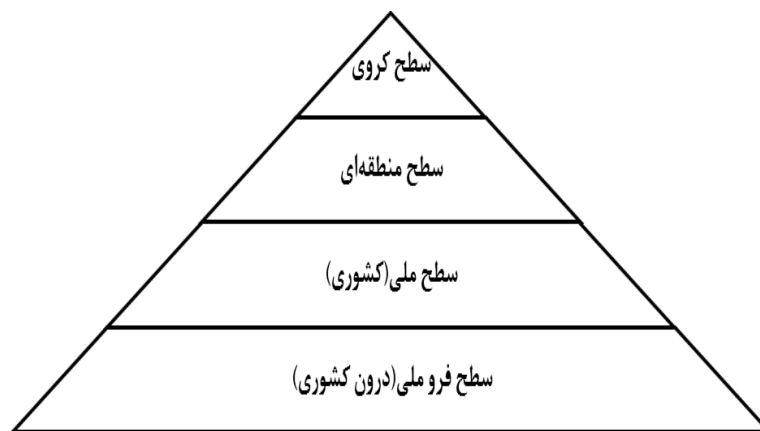 سطح کروی
سطح منطقه‌ای
سطح ملی(کشوری)
سطح فرو ملی(درون کشوری)